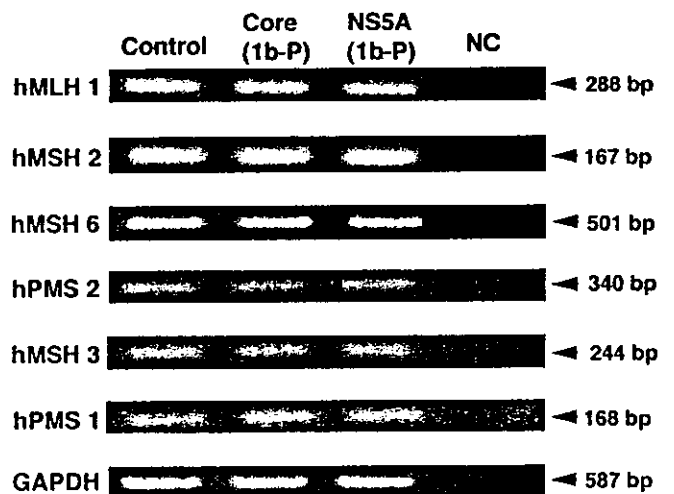 Control Core (1b-P) NS5A (1b-P) NC
hMLH 1 288 bp
hMSH 2 167 bp
hMSH 6 501 bp
hPMS 2 340 bp
hMSH 3 244 bp
hPMS 1 168 bp
GAPDH 587 bp